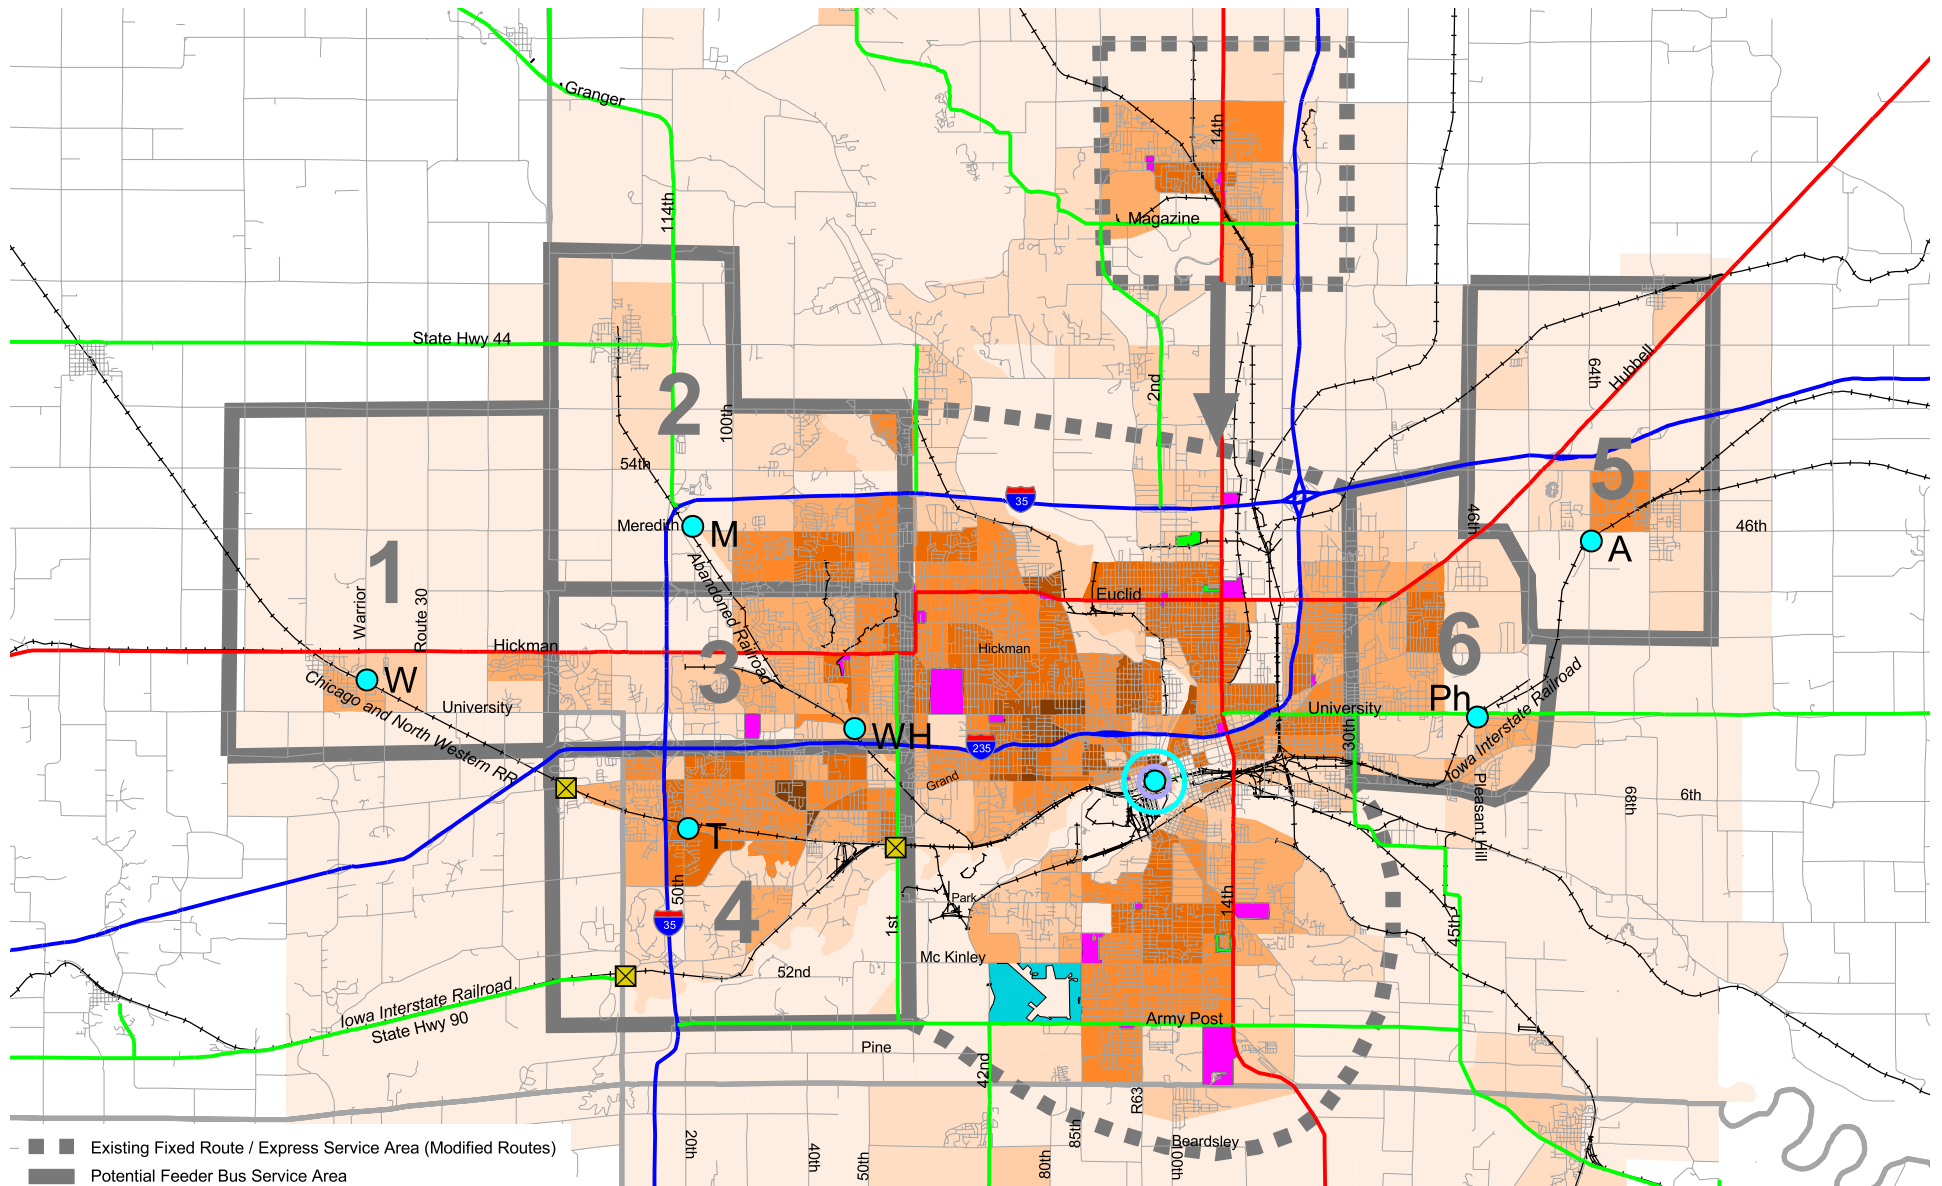 Granger
14th
114th
Magazine
State Hwy 44
2
2nd
64th
Hubbell
100th
54th
5
35
Meredith
M
46th
46th
A
1
Abandoned Railroad
Warrior
Route 30
Euclid
Hickman
3
Hickman
6
W
Chicago and North Western RR
University
WH
Ph
University
30th
Iowa Interstate Railroad
235
Grand
Pleasant Hill
68th
6th
T
50th
4
35
1st
Park
14th
45th
Mc Kinley
52nd
Iowa Interstate Railroad
State Hwy 90
Army Post
Pine
42nd
R63
85th
Beardsley
20th
40th
50th
80th
Existing Fixed Route / Express Service Area (Modified Routes)
Potential Feeder Bus Service Area